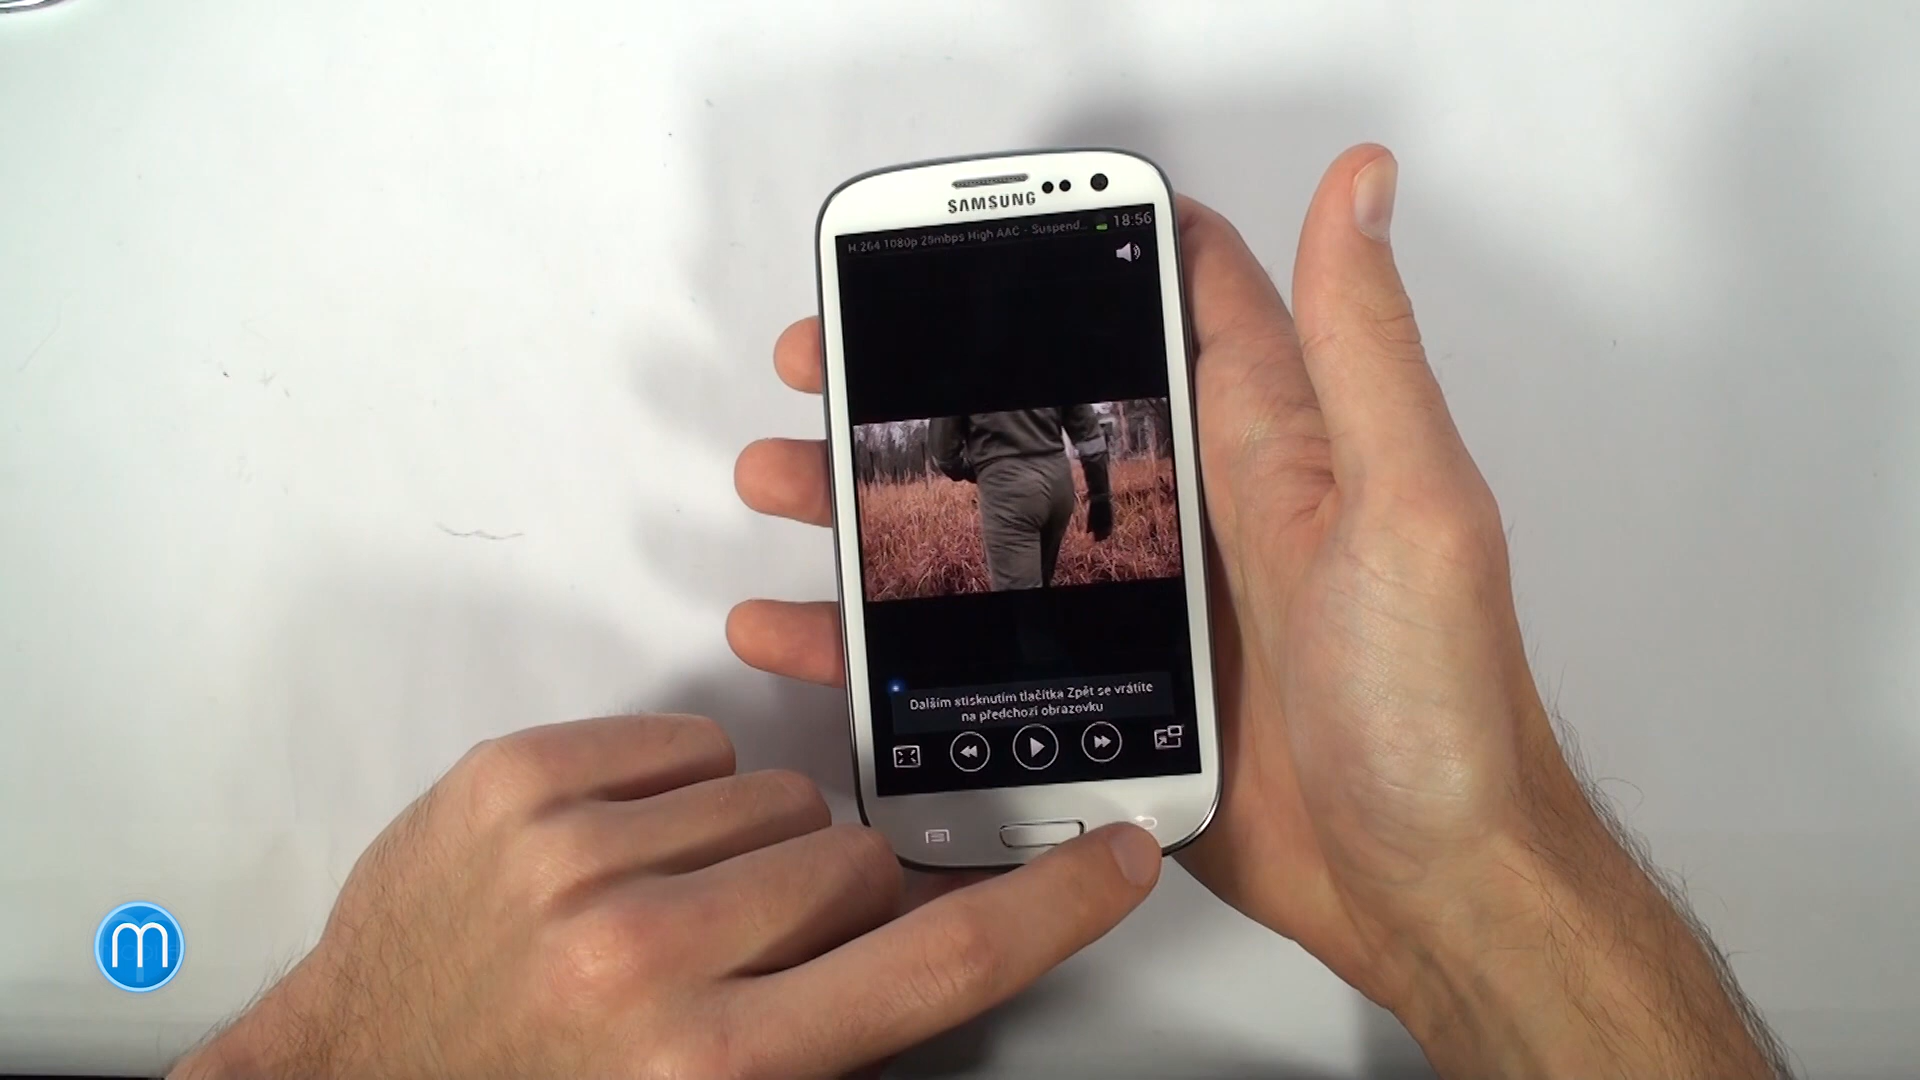 SAMSUNG
H.264 1080p 25mbps High AAC - Suspend... 18:56
Dalším stisknutím tlačítka Zpět se vrátíte
na předchozí obrazovku
m